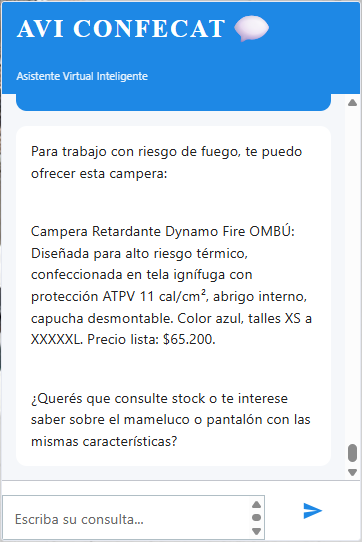 AVI CONFECAT 💬
Asistente Virtual Inteligente
Para trabajo con riesgo de fuego, te puedo
ofrecer esta campera:
Campera Retardante Dynamo Fire OMBÚ:
Diseñada para alto riesgo térmico,
confeccionada en tela ignífuga con
protección ATPV 11 cal/cm², abrigo interno,
capucha desmontable. Color azul, talles XS a
XXXXXL. Precio lista: $65.200.
¿Querés que consulte stock o te interese
saber sobre el mameluco o pantalón con las
mismas características?
Escriba su consulta...